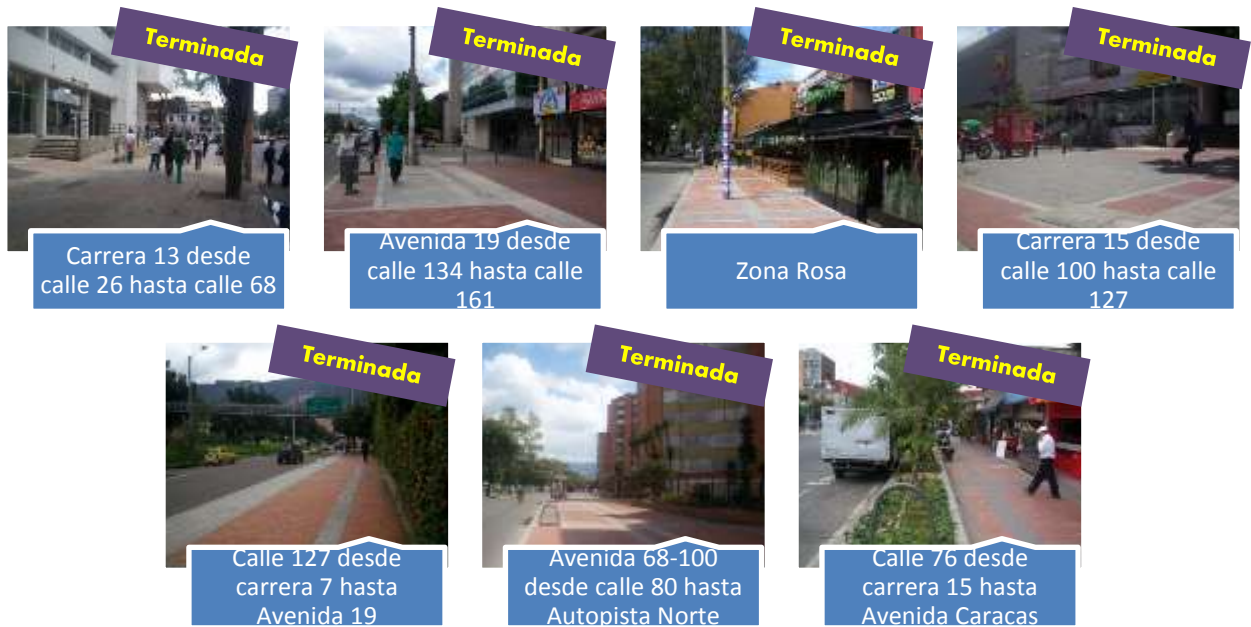 Terminada
Carrera 13 desde
calle 26 hasta calle 68
Terminada
Avenida 19 desde
calle 134 hasta calle
161
Terminada
Zona Rosa
Terminada
Carrera 15 desde
calle 100 hasta calle
127
Terminada
Calle 127 desde
carrera 7 hasta
Avenida 19
Terminada
Avenida 68-100
desde calle 80 hasta
Autopista Norte
Terminada
Calle 76 desde
carrera 15 hasta
Avenida Caracas